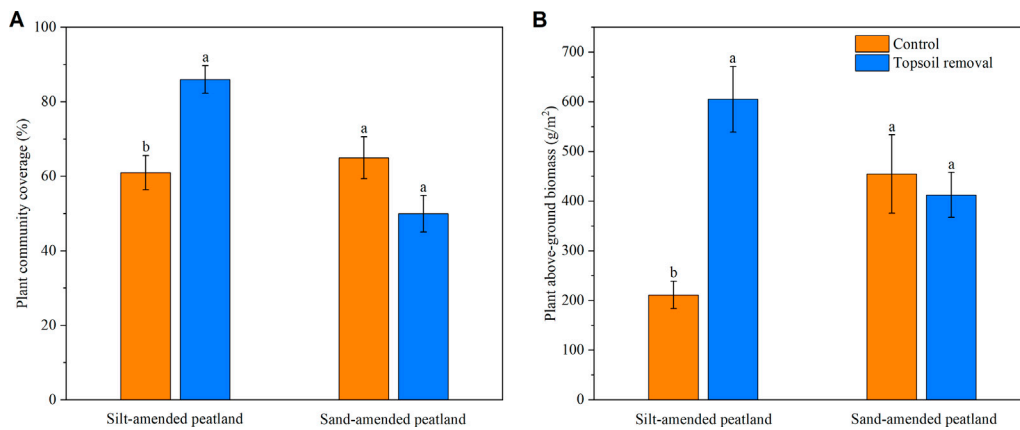 A
Plant community coverage (%)
100
80
60
40
20
0
b
a
a
a
Silt-amended peatland
Sand-amended peatland
B
Plant above-ground biomass (g/m²)
700
600
500
400
300
200
100
0
Control
Topsoil removal
b
a
a
a
Silt-amended peatland
Sand-amended peatland